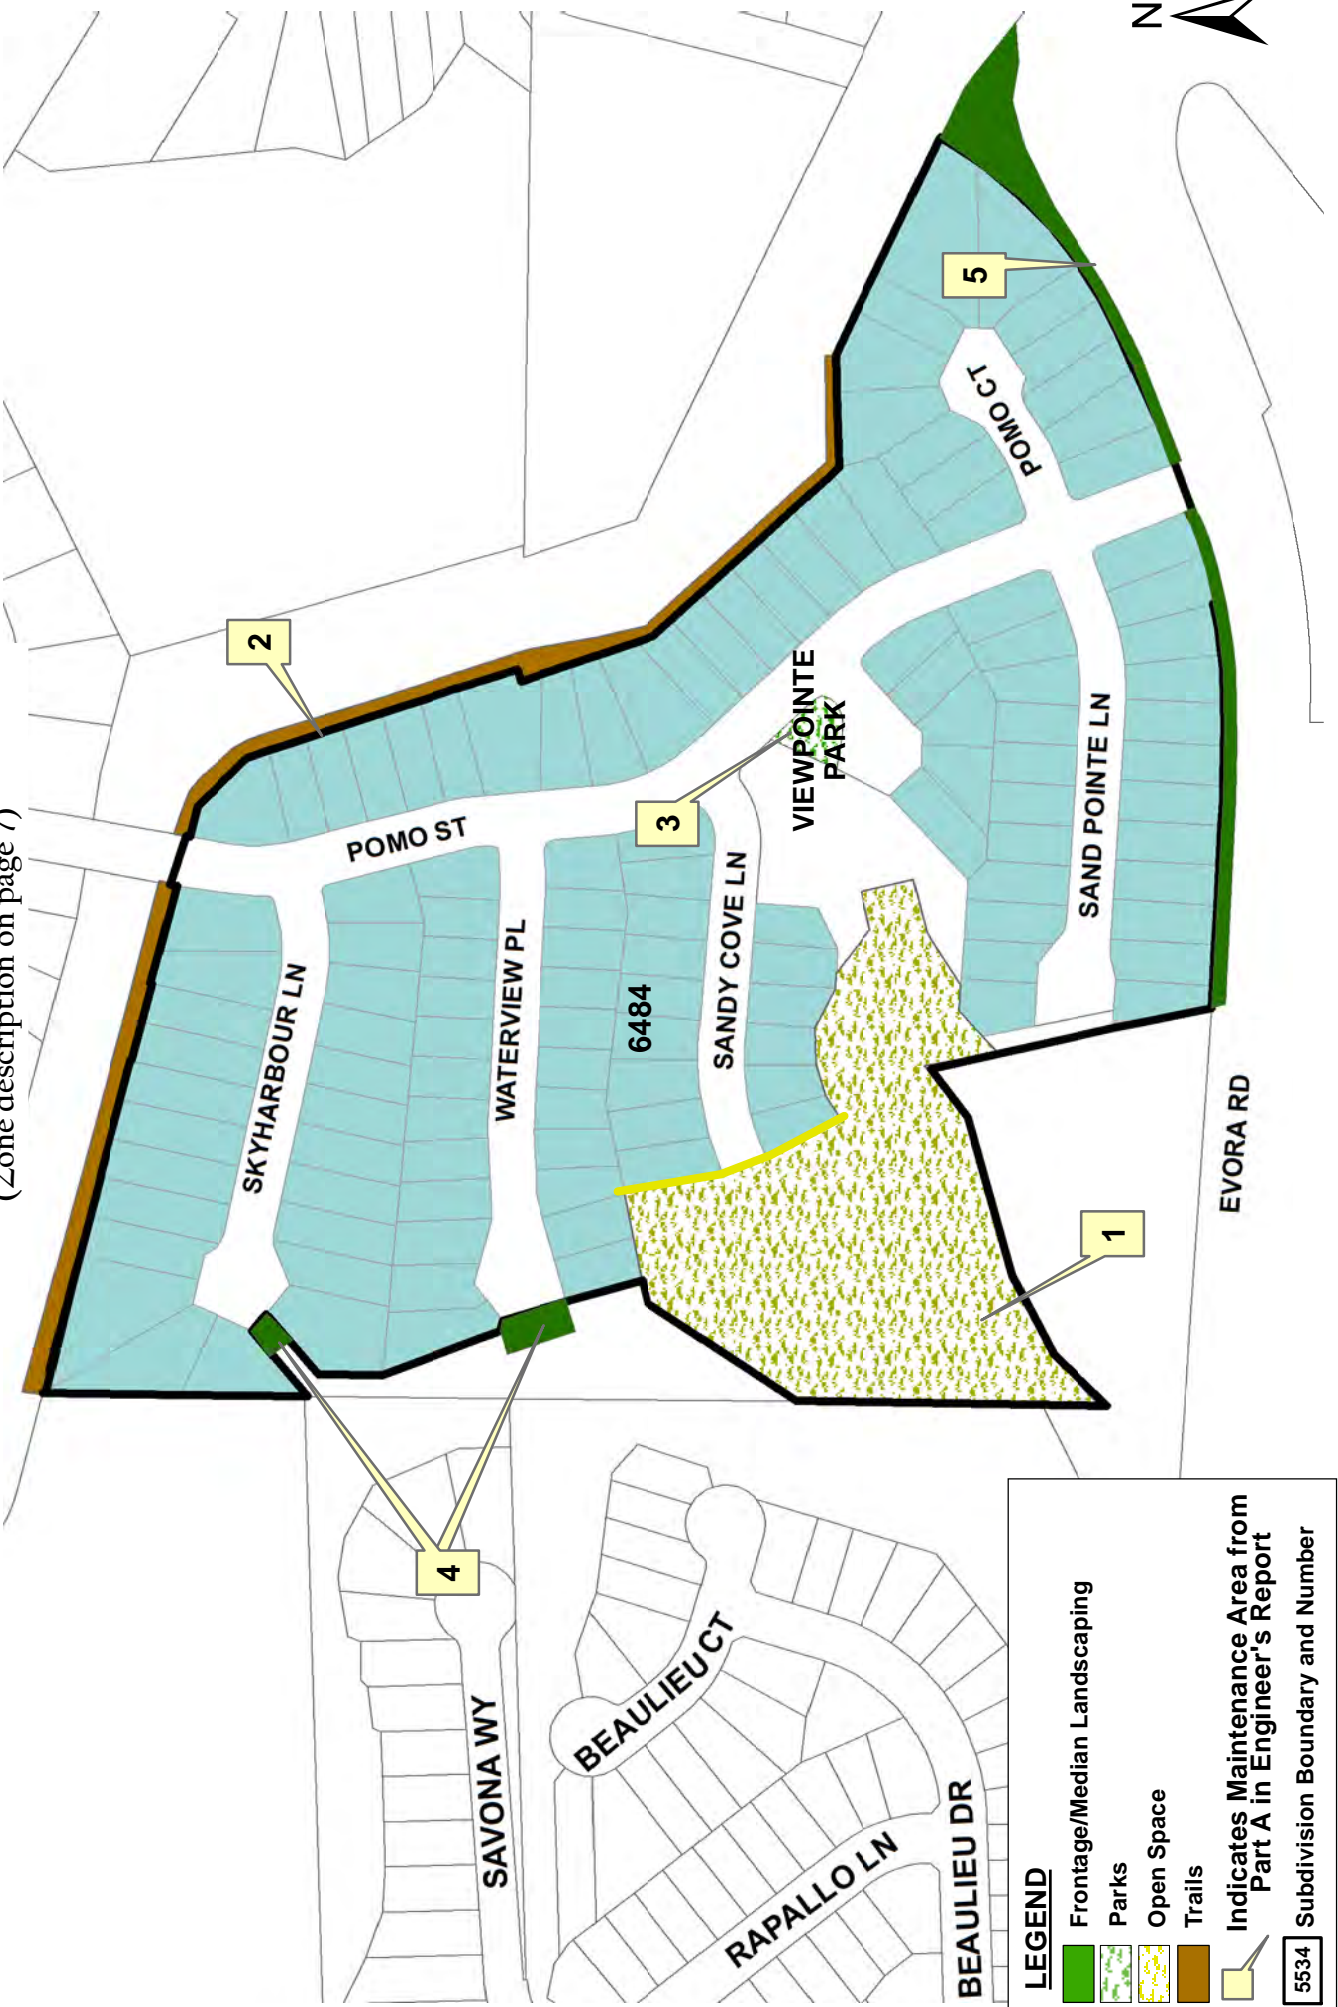 (Zone description on page 7)
N
2
5
POMO CT
POMO ST
3
VIEWPOINTE
PARK
SAND POINTE LN
SKYHARBOUR LN
WATERVIEW PL
6484
SANDY COVE LN
EVORA RD
1
4
SAVONA WY
BEAULIEU CT
RAPALLO LN
BEAULIEU DR
LEGEND
Frontage/Median Landscaping
Parks
Open Space
Trails
Indicates Maintenance Area from
Part A in Engineer's Report
5534 Subdivision Boundary and Number